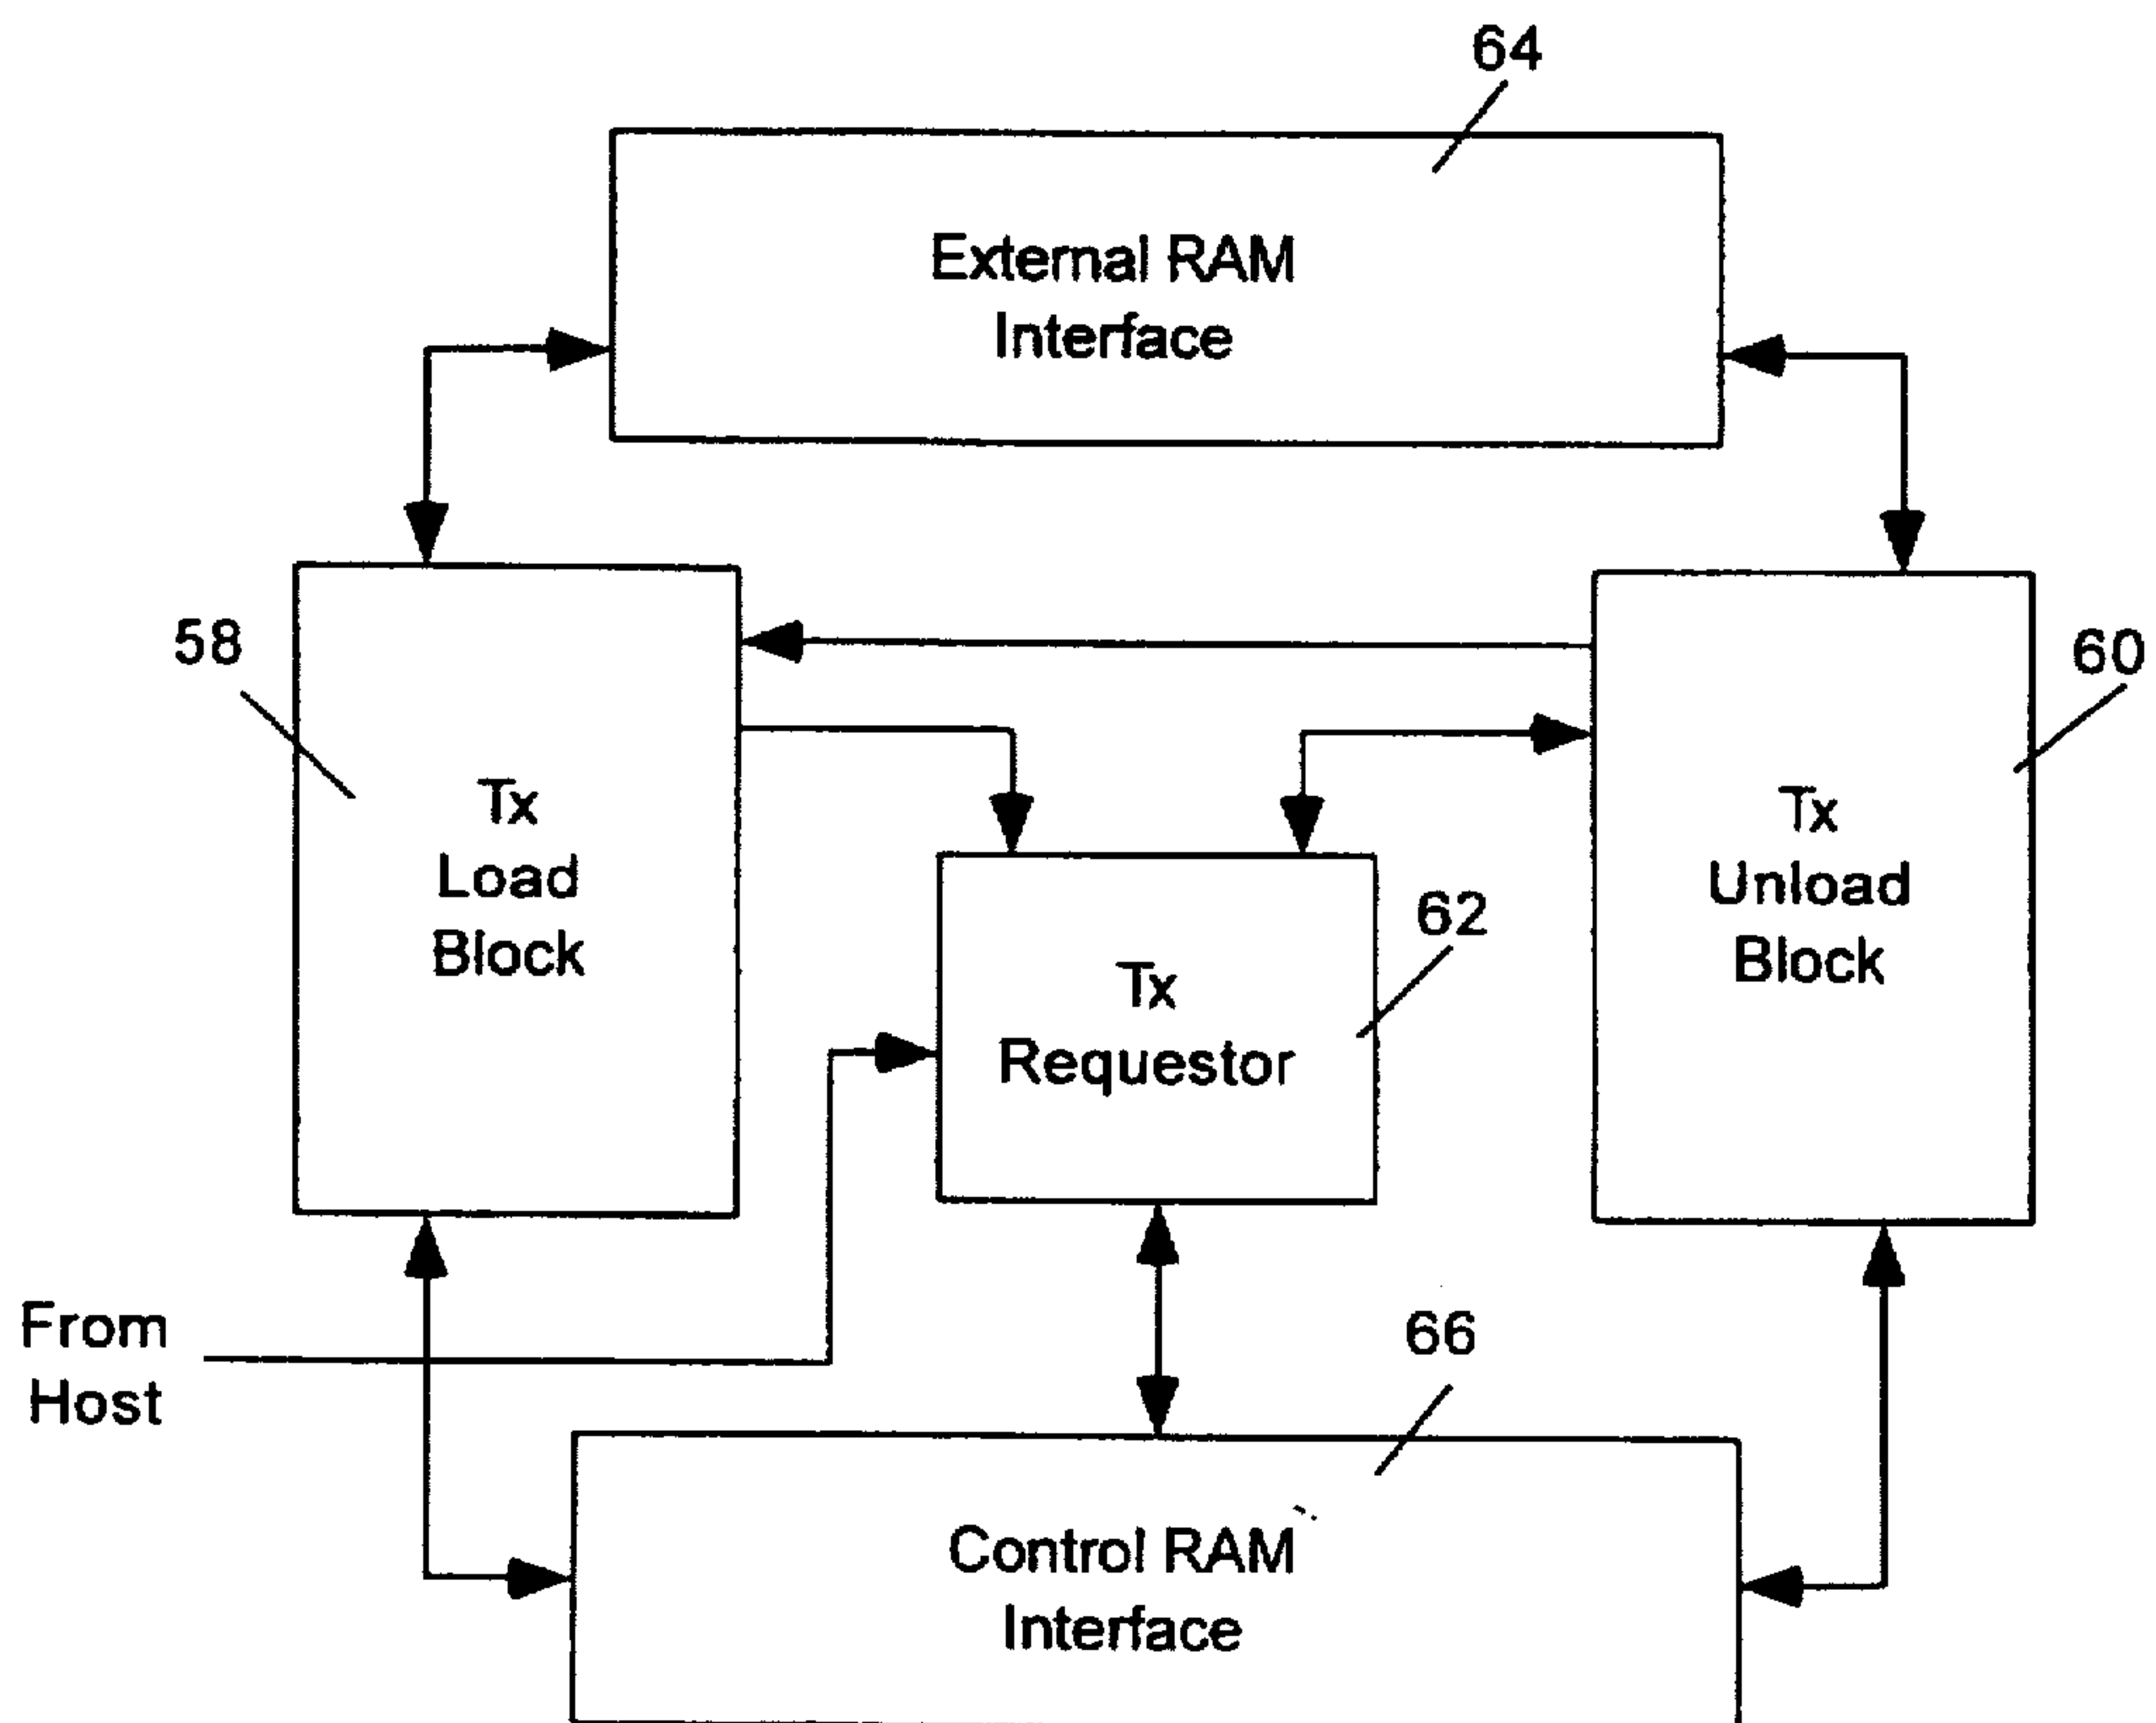 64
External RAM
Interface
58
60
Tx
Load
Block
Tx
Unload
Block
62
Tx
Requestor
From
Host
66
Control RAM
Interface